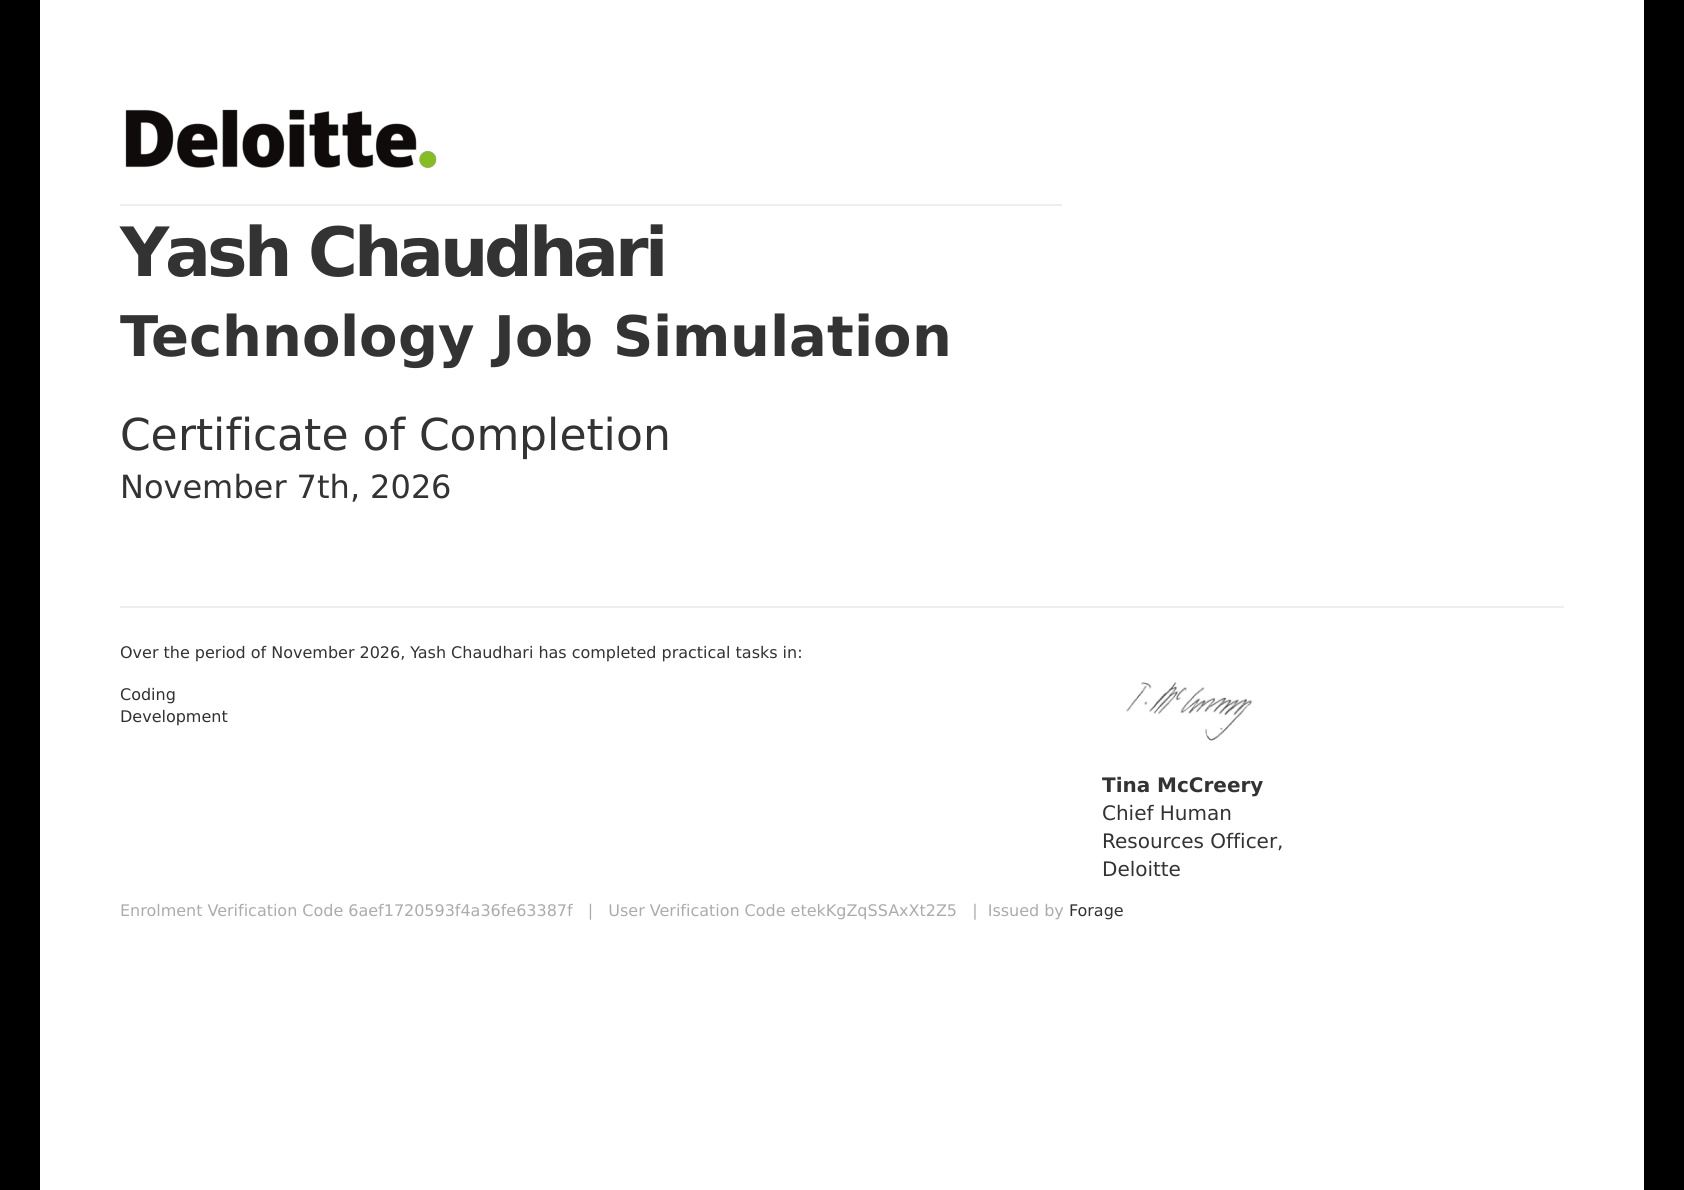 Deloitte.
Yash Chaudhari
Technology Job Simulation
Certificate of Completion
November 7th, 2026
Over the period of November 2026, Yash Chaudhari has completed practical tasks in:
Coding
Development
T. McCreery
Tina McCreery
Chief Human
Resources Officer,
Deloitte
Enrolment Verification Code 6aef1720593f4a36fe63387f | User Verification Code etekKgZqSSAxXt2Z5 | Issued by Forage